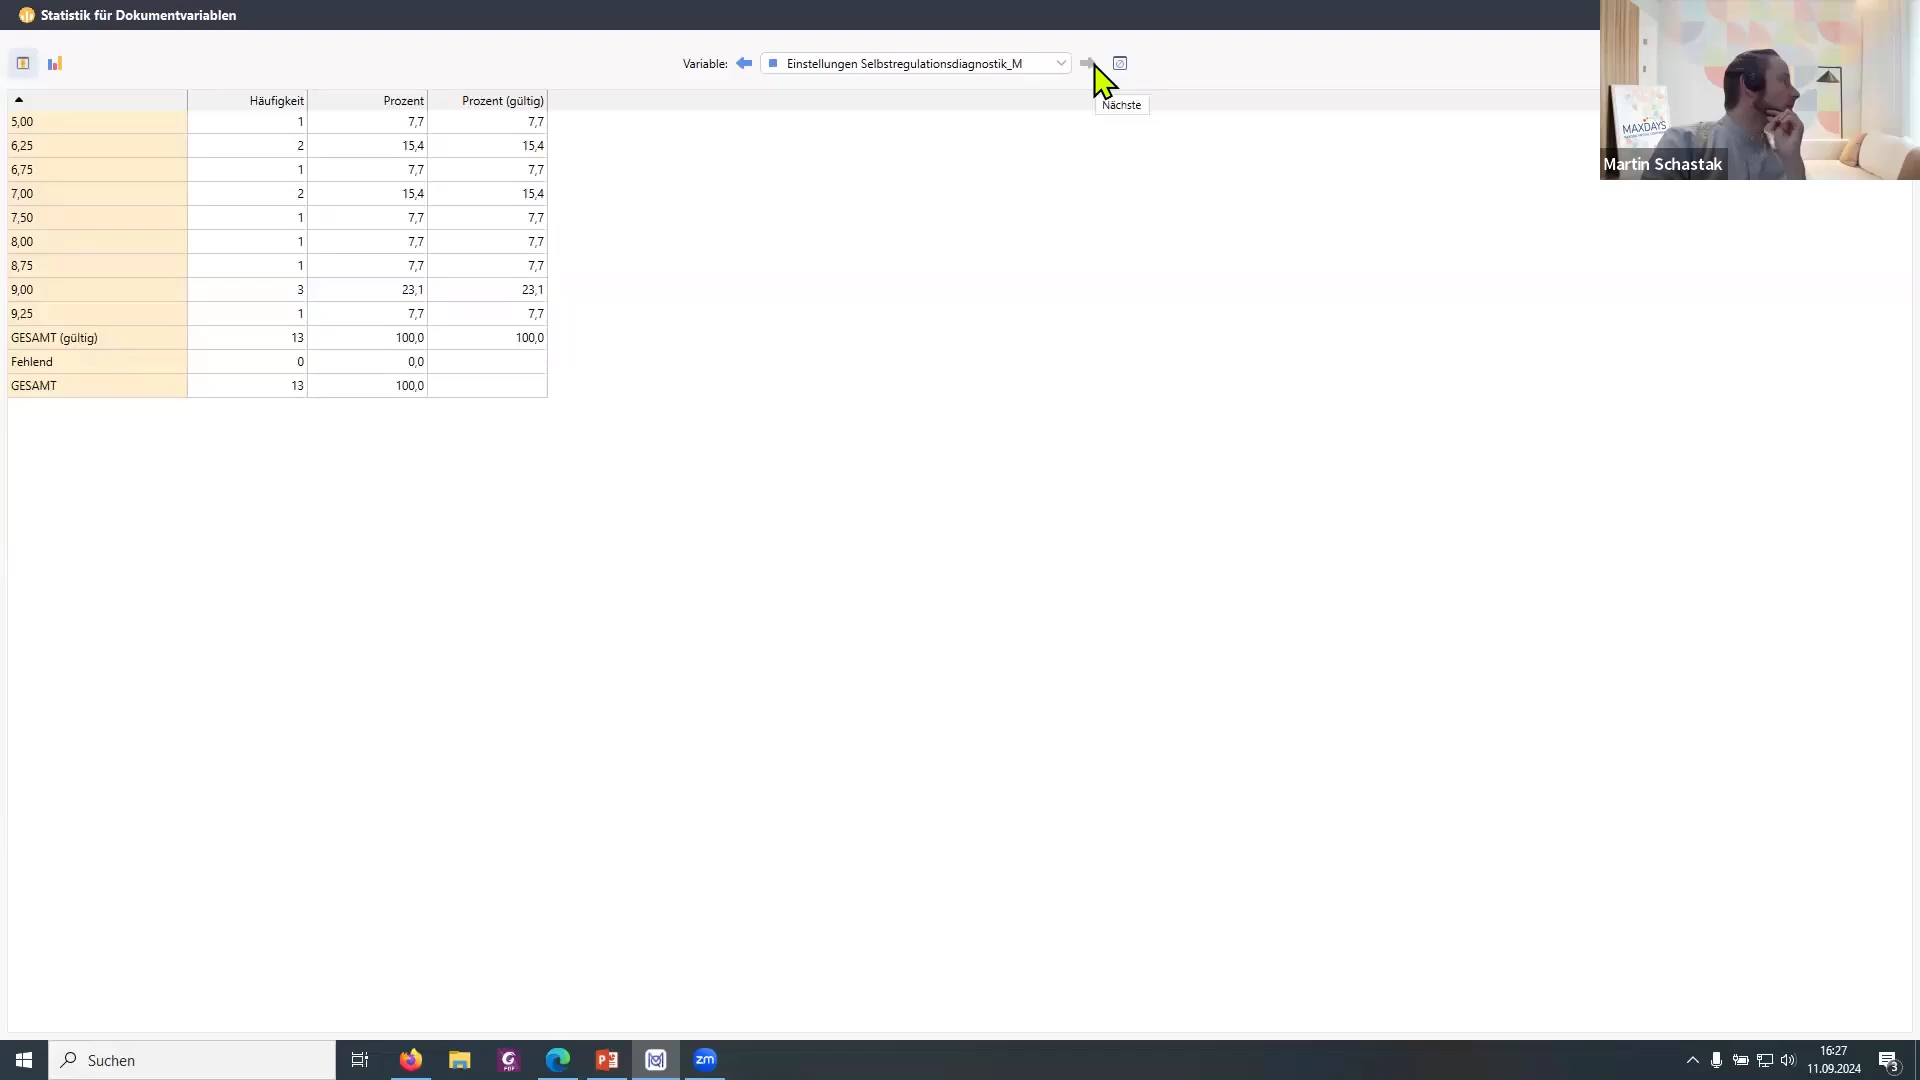 Statistik für Dokumentvariablen
Variable: Einstellungen Selbstregulationsdiagnostik_M
Nächste
Häufigkeit Prozent Prozent (gültig)
5,00 1 7,7 7,7
6,25 2 15,4 15,4
6,75 1 7,7 7,7
7,00 2 15,4 15,4
7,50 1 7,7 7,7
8,00 1 7,7 7,7
8,75 1 7,7 7,7
9,00 3 23,1 23,1
9,25 1 7,7 7,7
GESAMT (gültig) 13 100,0 100,0
Fehlend 0 0,0
GESAMT 13 100,0
MAXDAYS
Martin Schastak
Suchen
PDF
zm
16:27
11.09.2024
3